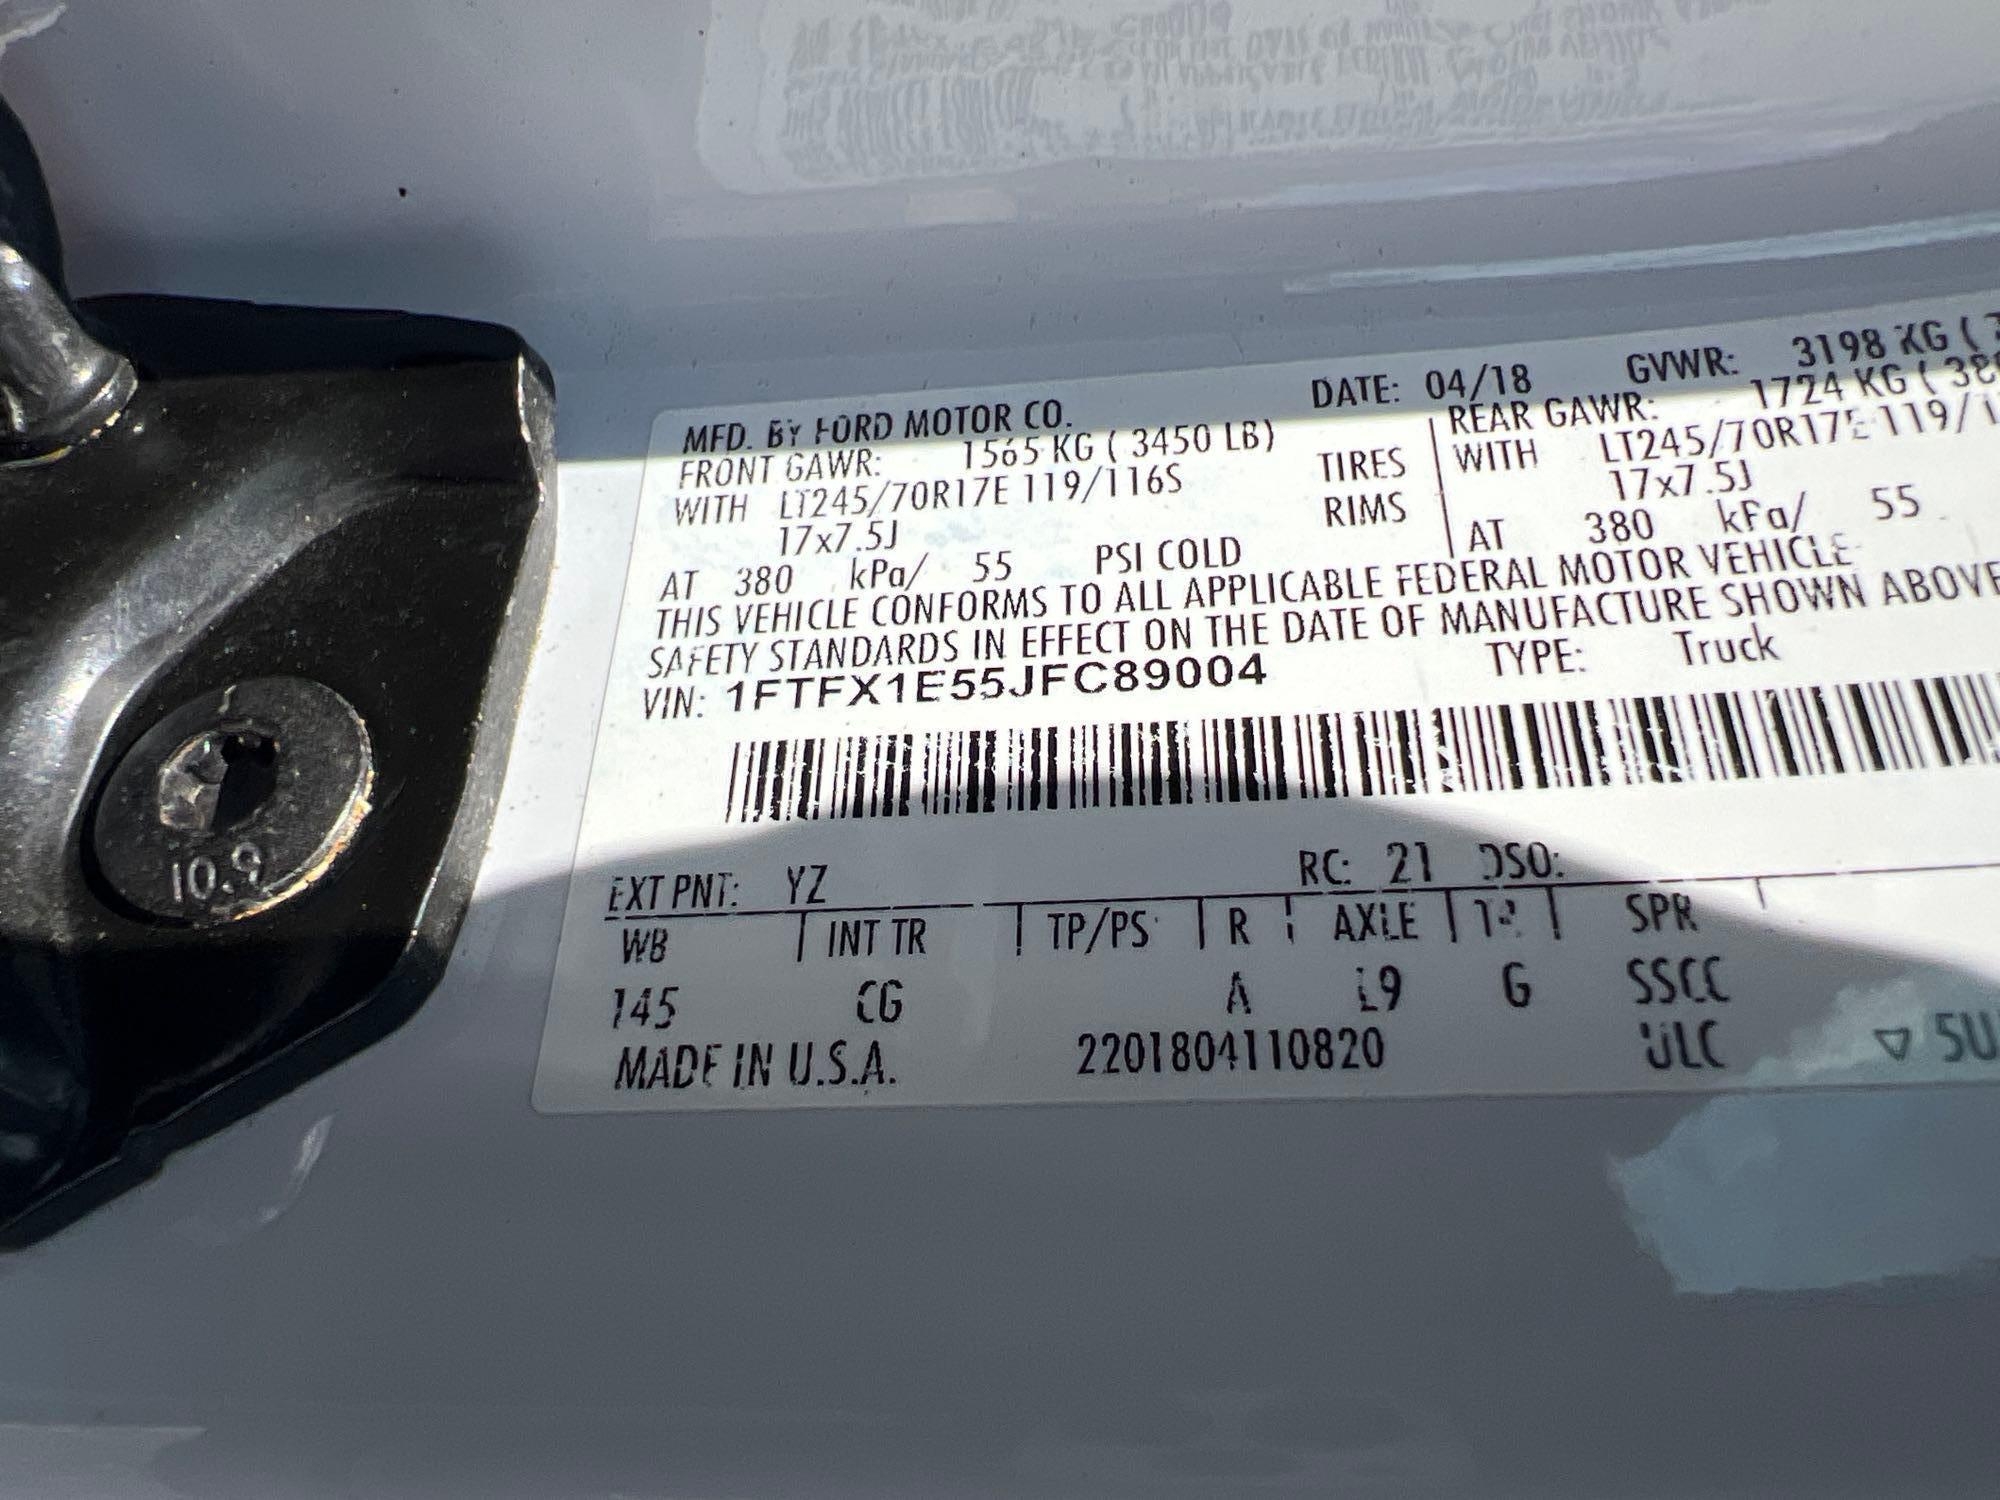 MFD. BY FORD MOTOR CO.
DATE: 04/18
GVWR: 3198 KG (
FRONT GAWR: 1565 KG ( 3450 LB)
REAR GAWR: 1724 KG (
WITH LT245/70R17E 119/116S
TIRES
WITH LT245/70R17E 119/
17x7.5J
RIMS
17x7.5J
AT 380 kPa/ 55 PSI COLD
AT 380 kPa/ 55
THIS VEHICLE CONFORMS TO ALL APPLICABLE FEDERAL MOTOR VEHICLE
SAFETY STANDARDS IN EFFECT ON THE DATE OF MANUFACTURE SHOWN ABOVE
VIN: 1FTFX1E55JFC89004
TYPE: Truck
EXT PNT: YZ
RC: 21 DSO:
WB INT TR TP/PS R AXLE TR SPR
145 CG A L9 G SSCC
MADE IN U.S.A. 2201804110820 ULC
10.9